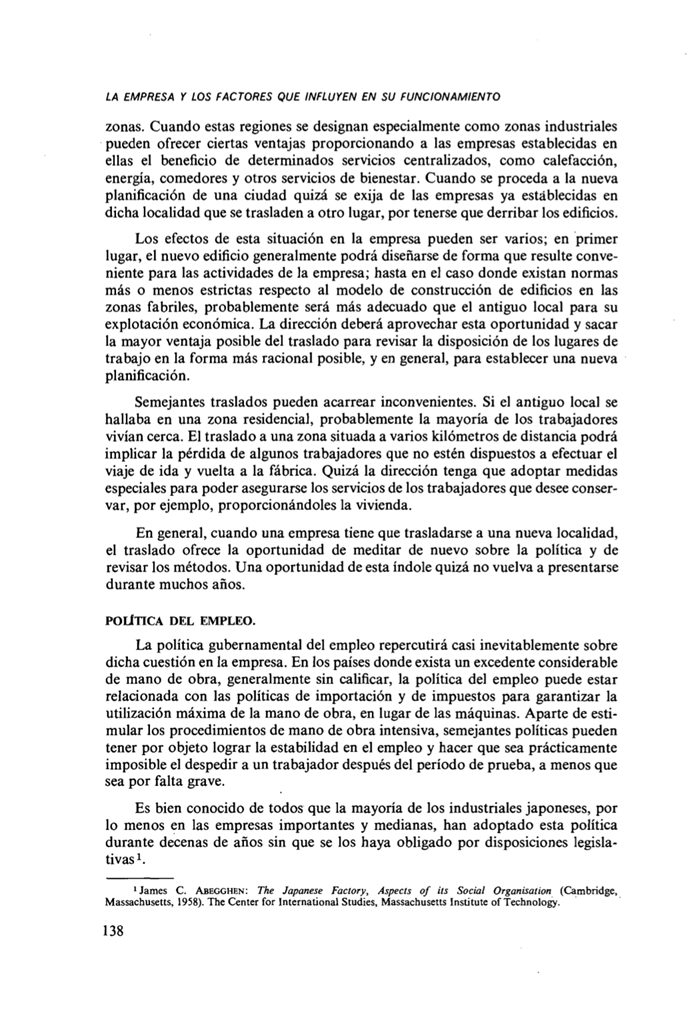 LA EMPRESA Y LOS FACTORES QUE INFLUYEN EN SU FUNCIONAMIENTO
zonas. Cuando estas regiones se designan especialmente como zonas industriales
pueden ofrecer ciertas ventajas proporcionando a las empresas establecidas en
ellas el beneficio de determinados servicios centralizados, como calefacción,
energía, comedores y otros servicios de bienestar. Cuando se proceda a la nueva
planificación de una ciudad quizá se exija de las empresas ya establecidas en
dicha localidad que se trasladen a otro lugar, por tenerse que derribar los edificios.
Los efectos de esta situación en la empresa pueden ser varios; en primer
lugar, el nuevo edificio generalmente podrá diseñarse de forma que resulte conve-
niente para las actividades de la empresa; hasta en el caso donde existan normas
más o menos estrictas respecto al modelo de construcción de edificios en las
zonas fabriles, probablemente será más adecuado que el antiguo local para su
explotación económica. La dirección deberá aprovechar esta oportunidad y sacar
la mayor ventaja posible del traslado para revisar la disposición de los lugares de
trabajo en la forma más racional posible, y en general, para establecer una nueva
planificación.
Semejantes traslados pueden acarrear inconvenientes. Si el antiguo local se
hallaba en una zona residencial, probablemente la mayoría de los trabajadores
vivían cerca. El traslado a una zona situada a varios kilómetros de distancia podrá
implicar la pérdida de algunos trabajadores que no estén dispuestos a efectuar el
viaje de ida y vuelta a la fábrica. Quizá la dirección tenga que adoptar medidas
especiales para poder asegurarse los servicios de los trabajadores que desee conser-
var, por ejemplo, proporcionándoles la vivienda.
En general, cuando una empresa tiene que trasladarse a una nueva localidad,
el traslado ofrece la oportunidad de meditar de nuevo sobre la política y de
revisar los métodos. Una oportunidad de esta índole quizá no vuelva a presentarse
durante muchos años.
POLÍTICA DEL EMPLEO.
La política gubernamental del empleo repercutirá casi inevitablemente sobre
dicha cuestión en la empresa. En los países donde exista un excedente considerable
de mano de obra, generalmente sin calificar, la política del empleo puede estar
relacionada con las políticas de importación y de impuestos para garantizar la
utilización máxima de la mano de obra, en lugar de las máquinas. Aparte de esti-
mular los procedimientos de mano de obra intensiva, semejantes políticas pueden
tener por objeto lograr la estabilidad en el empleo y hacer que sea prácticamente
imposible el despedir a un trabajador después del período de prueba, a menos que
sea por falta grave.
Es bien conocido de todos que la mayoría de los industriales japoneses, por
lo menos en las empresas importantes y medianas, han adoptado esta política
durante decenas de años sin que se los haya obligado por disposiciones legisla-
tivas¹.
¹ James C. ABEGGHEN: The Japanese Factory, Aspects of its Social Organisation (Cambridge,
Massachusetts, 1958). The Center for International Studies, Massachusetts Institute of Technology.
138